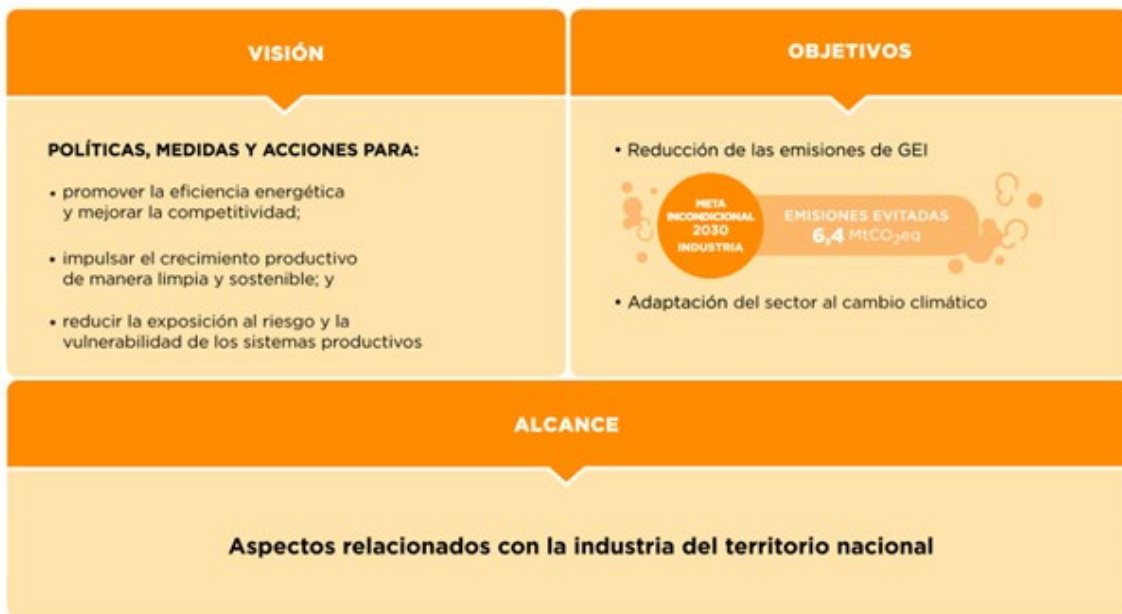 VISIÓN
POLÍTICAS, MEDIDAS Y ACCIONES PARA:
• promover la eficiencia energética
y mejorar la competitividad;
• impulsar el crecimiento productivo
de manera limpia y sostenible; y
• reducir la exposición al riesgo y la
vulnerabilidad de los sistemas productivos
OBJETIVOS
• Reducción de las emisiones de GEI
META
INCONDICIONAL
2030
INDUSTRIA
EMISIONES EVITADAS
6,4 MtCO₂eq
• Adaptación del sector al cambio climático
ALCANCE
Aspectos relacionados con la industria del territorio nacional